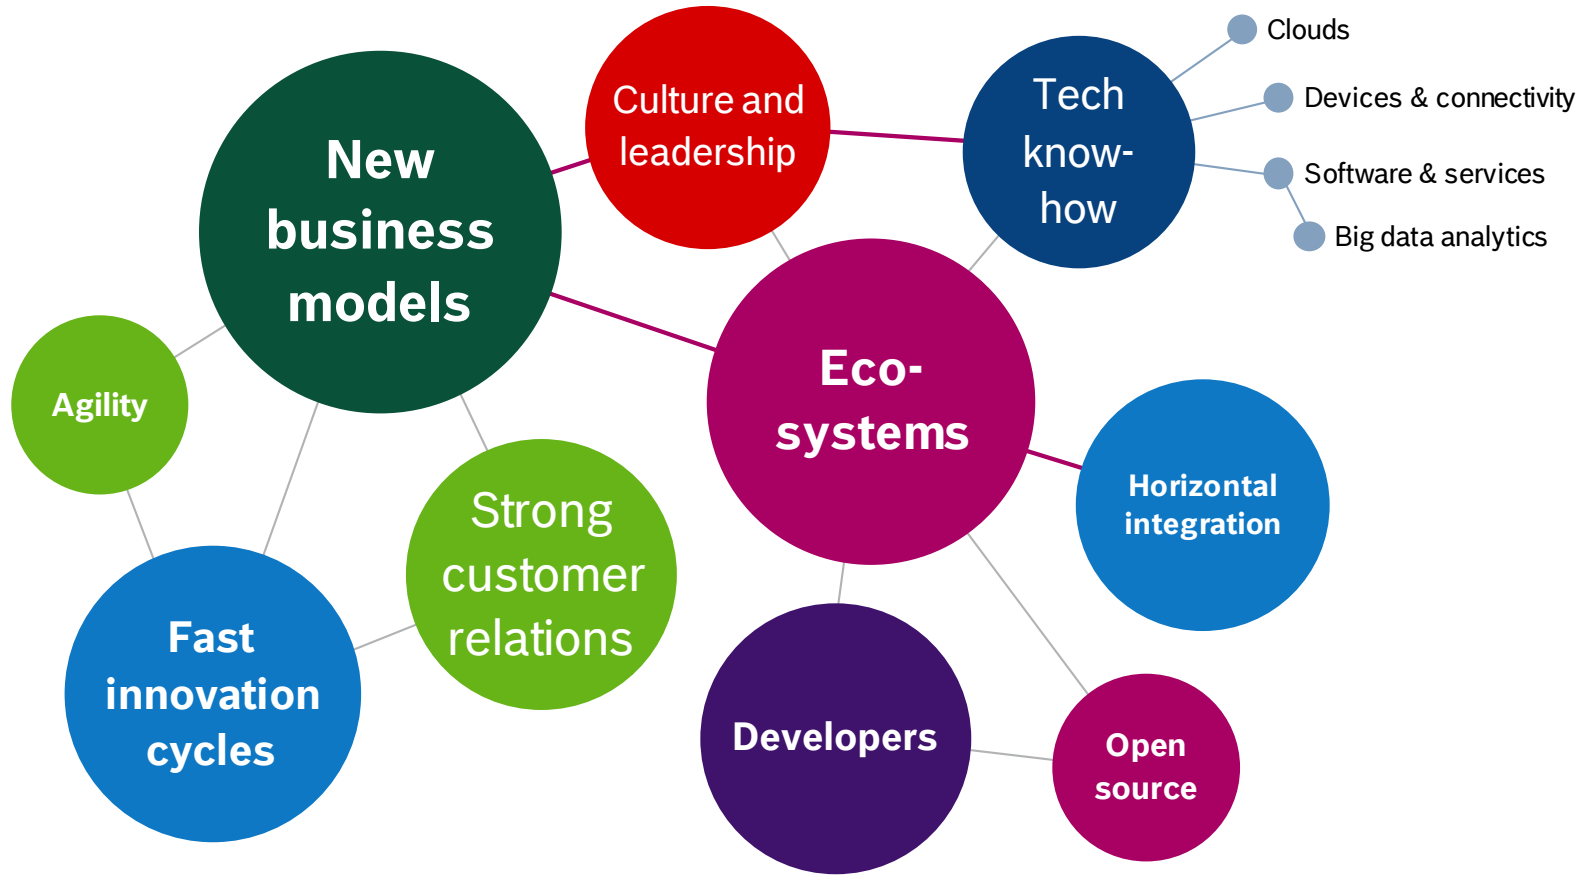 New
business
models
Culture and
leadership
Tech
know-
how
Clouds
Devices & connectivity
Software & services
Big data analytics
Agility
Eco-
systems
Strong
customer
relations
Horizontal
integration
Fast
innovation
cycles
Developers
Open
source